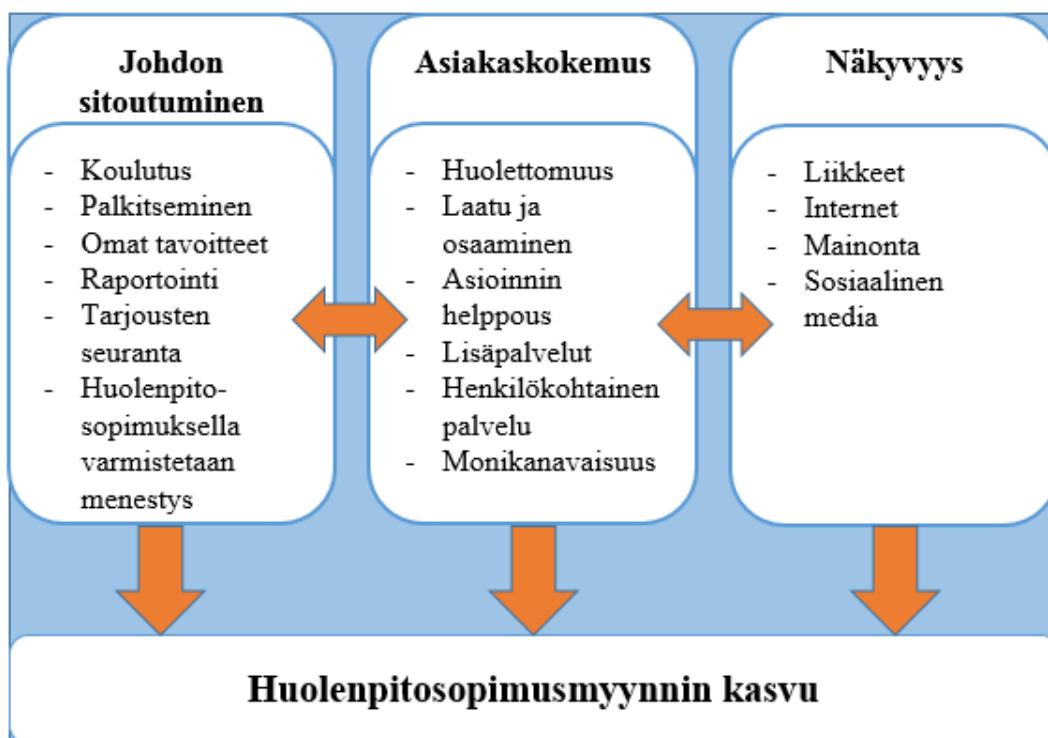 Johdon
sitoutuminen
- Koulutus
- Palkitseminen
- Omat tavoitteet
- Raportointi
- Tarjousten
seuranta
- Huolenpito-
sopimuksella
varmistetaan
menestys
Asiakaskokemus
- Huolettomuus
- Laatu ja
osaaminen
- Asioinnin
helppous
- Lisäpalvelut
- Henkilökohtainen
palvelu
- Monikanavaisuus
Näkyvyys
- Liikkeet
- Internet
- Mainonta
- Sosiaalinen
media
Huolenpitosopimusmyynnin kasvu